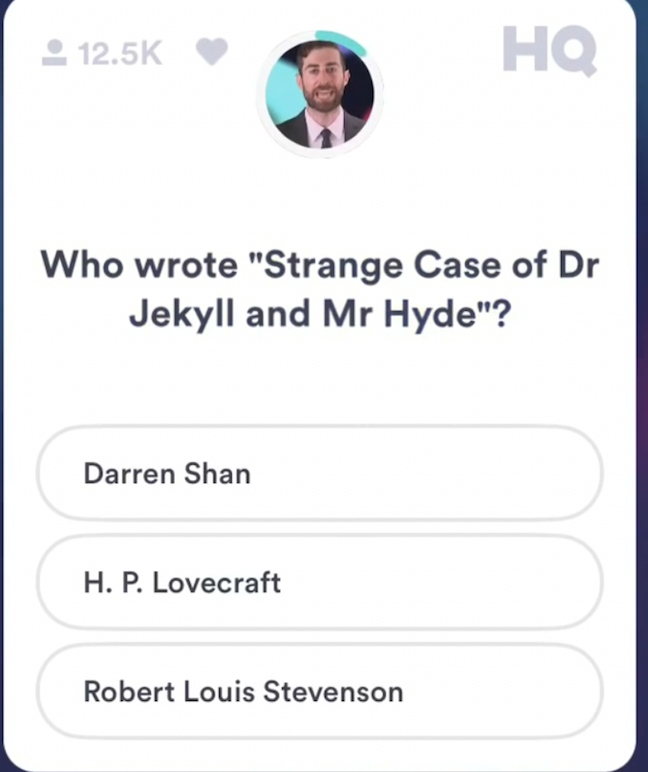 12.5K
HQ
Who wrote "Strange Case of Dr
Jekyll and Mr Hyde"?
Darren Shan
H. P. Lovecraft
Robert Louis Stevenson